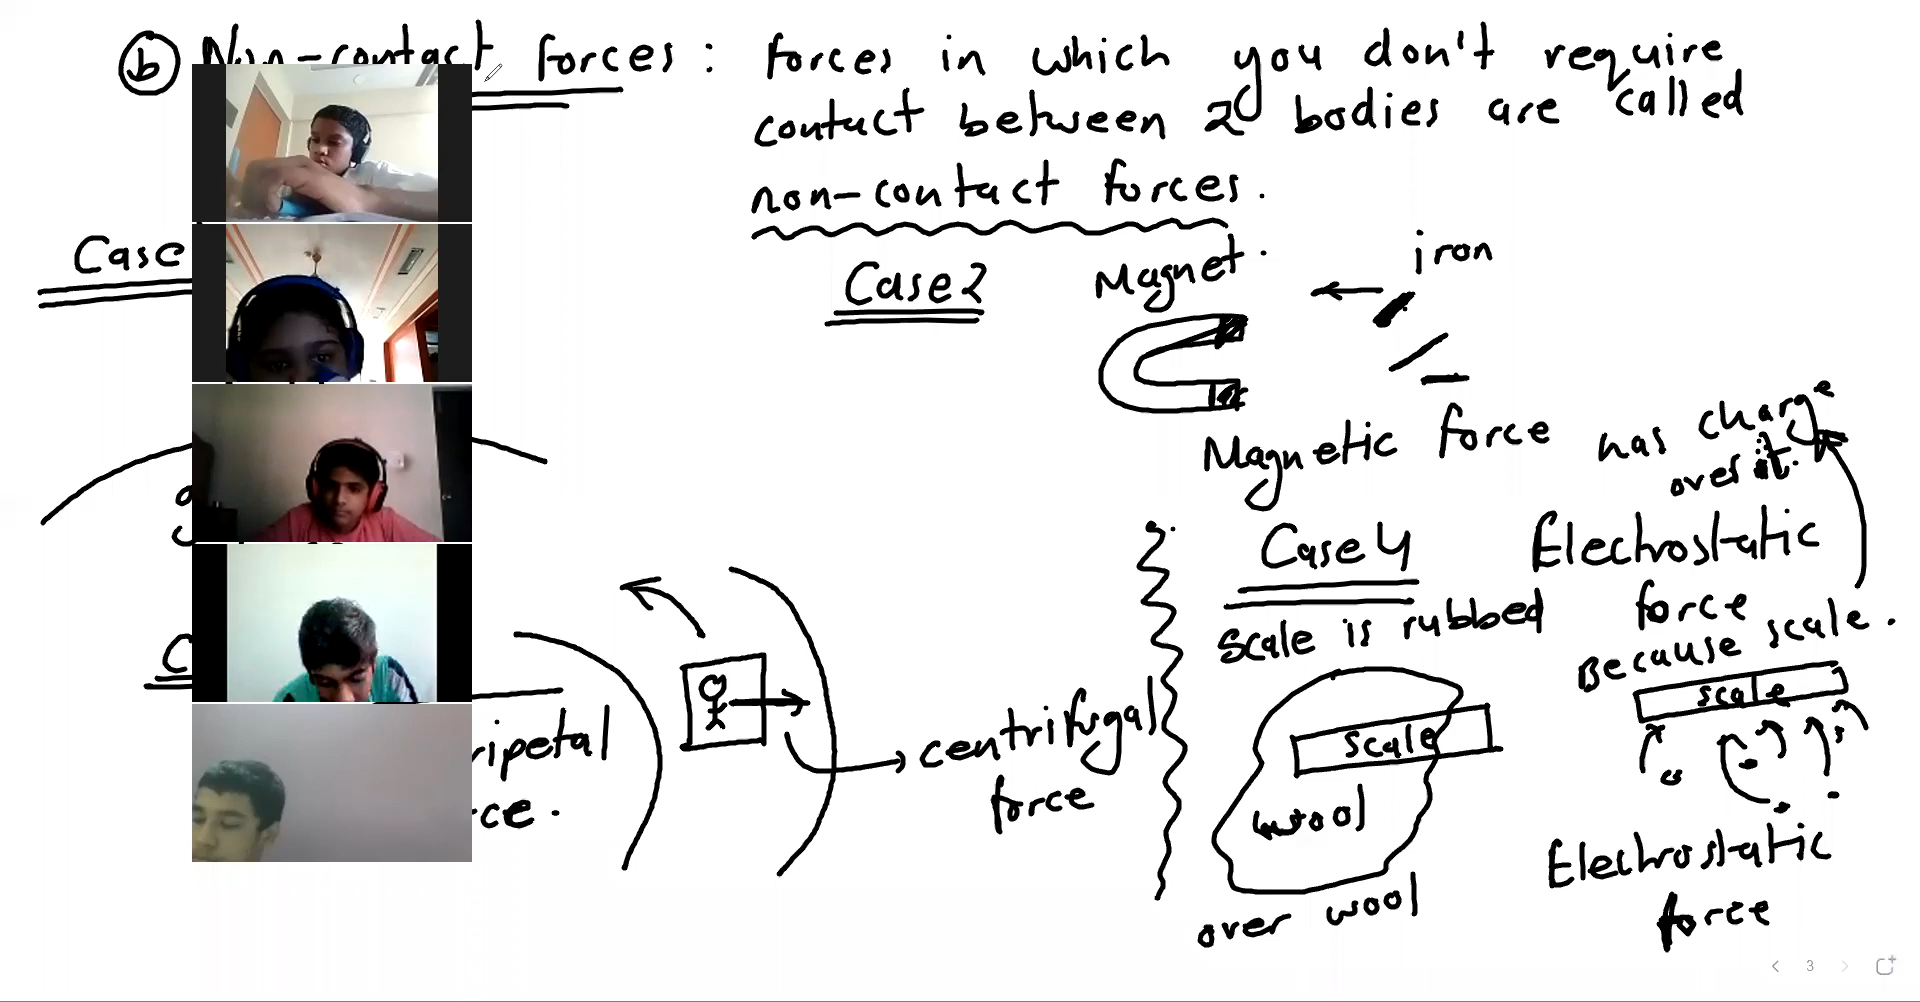 b Non-contact forces: forces in which you don't require
contact between 2 bodies are called
non-contact forces.
Case
Case 2
Magnet.
iron
Magnetic force
has charge
over it.
Case 4
Electrostatic
force
Scale is rubbed
Because scale.
scale
scale
wool
over wool
Electrostatic
force
ripetal
ce.
centrifugal
force
3